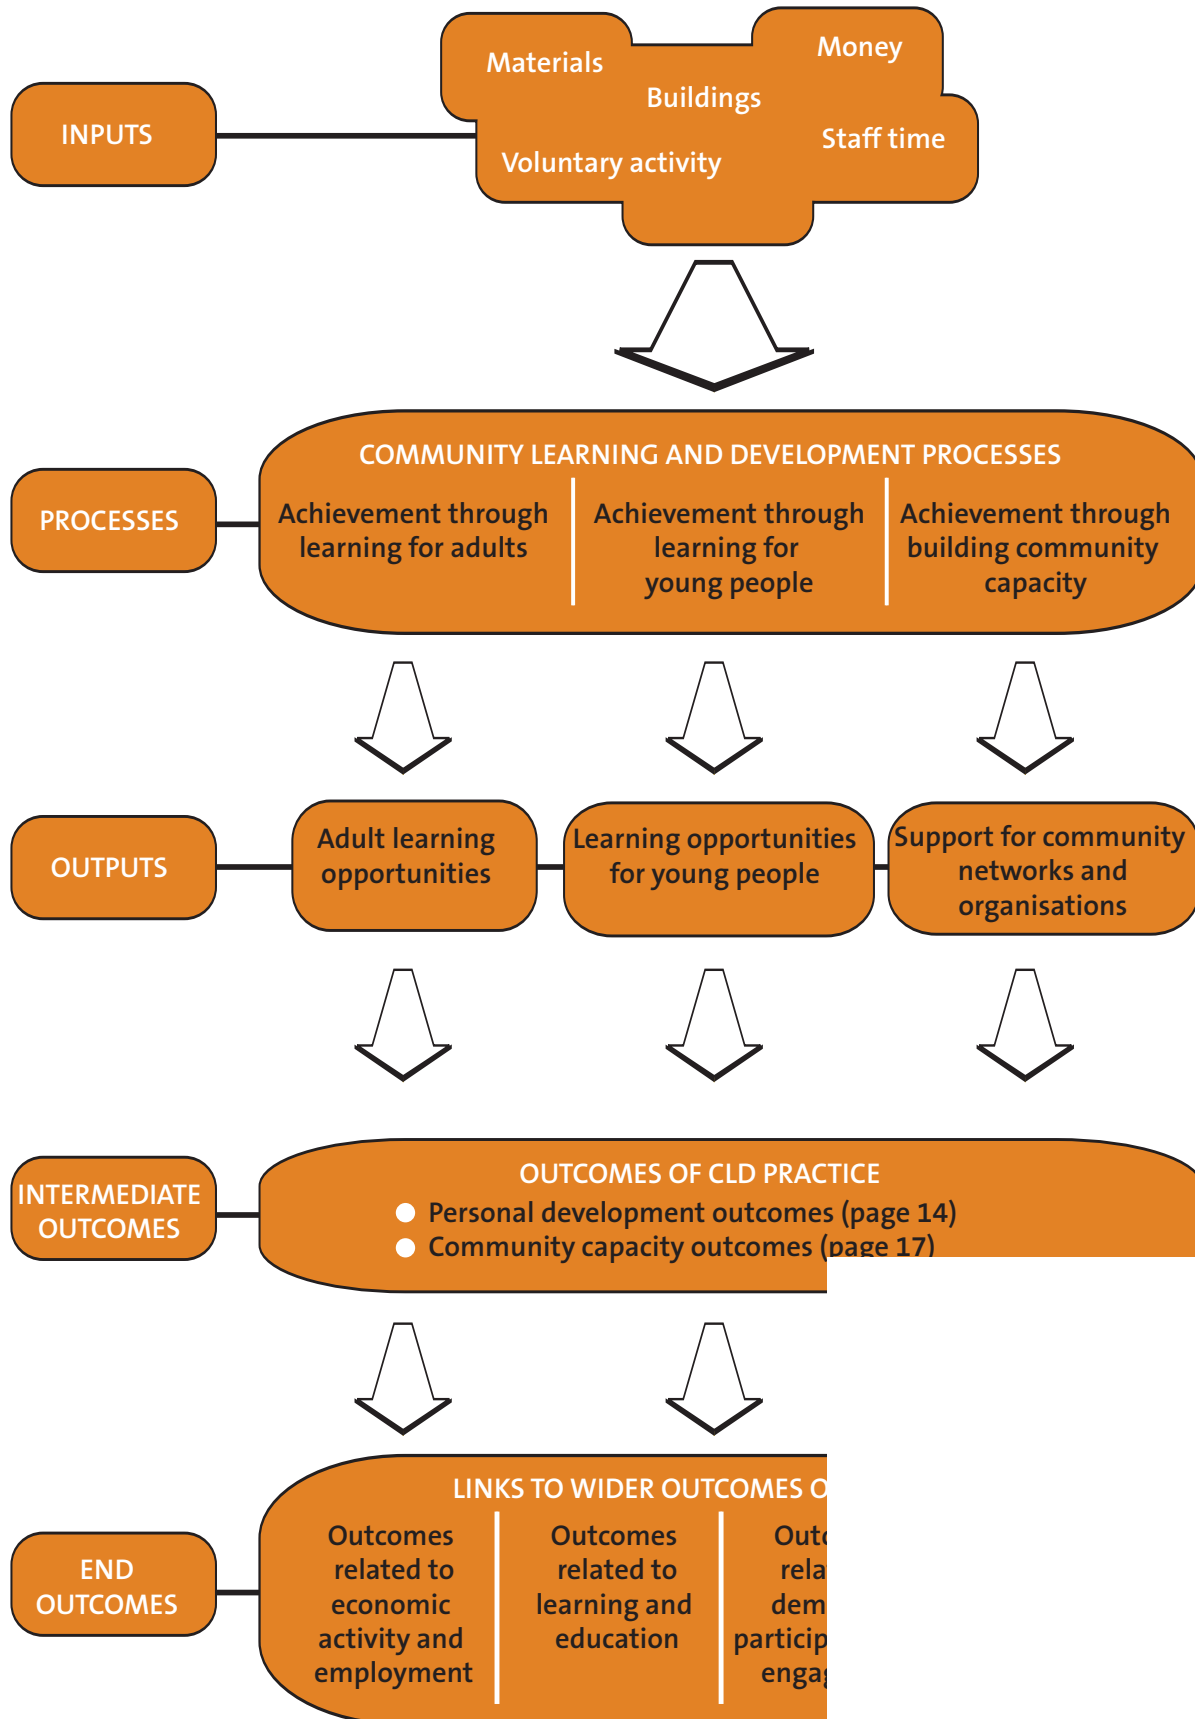 Materials
Money
Buildings
INPUTS
Staff time
Voluntary activity
COMMUNITY LEARNING AND DEVELOPMENT PROCESSES
PROCESSES
Achievement through
learning for adults
Achievement through
learning for
young people
Achievement through
building community
capacity
OUTPUTS
Adult learning
opportunities
Learning opportunities
for young people
Support for community
networks and
organisations
INTERMEDIATE
OUTCOMES
OUTCOMES OF CLD PRACTICE
Personal development outcomes (page 14)
Community capacity outcomes (page 17)
LINKS TO WIDER OUTCOMES
END
OUTCOMES
Outcomes
related to
economic
activity and
employment
Outcomes
related to
learning and
education